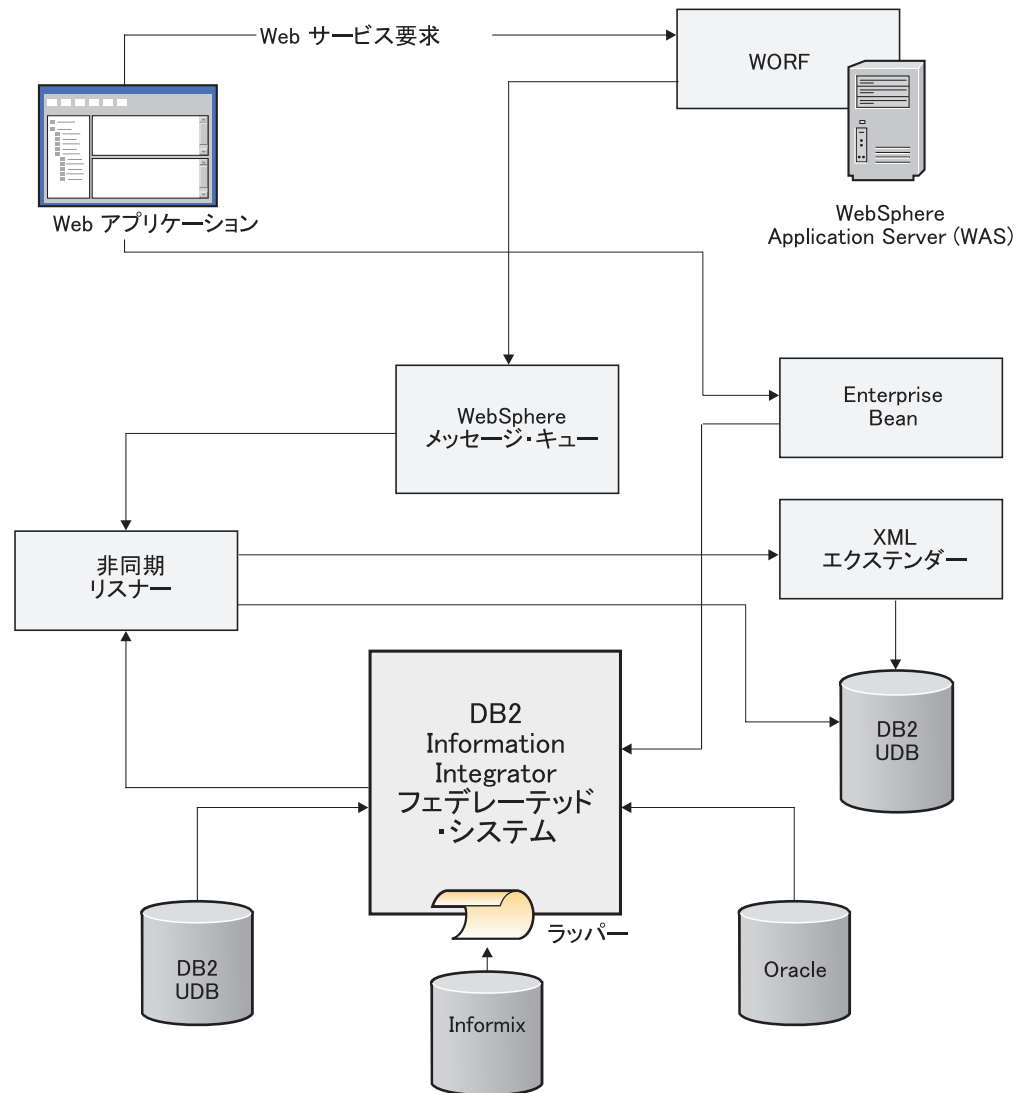 Web サービス要求
WORF
Web アプリケーション
WebSphere
Application Server (WAS)
WebSphere
メッセージ・キュー
Enterprise
Bean
非同期
リスナー
XML
エクステンダー
DB2
Information
Integrator
フェデレーテッド
・システム
DB2
UDB
ラッパー
DB2
UDB
Informix
Oracle